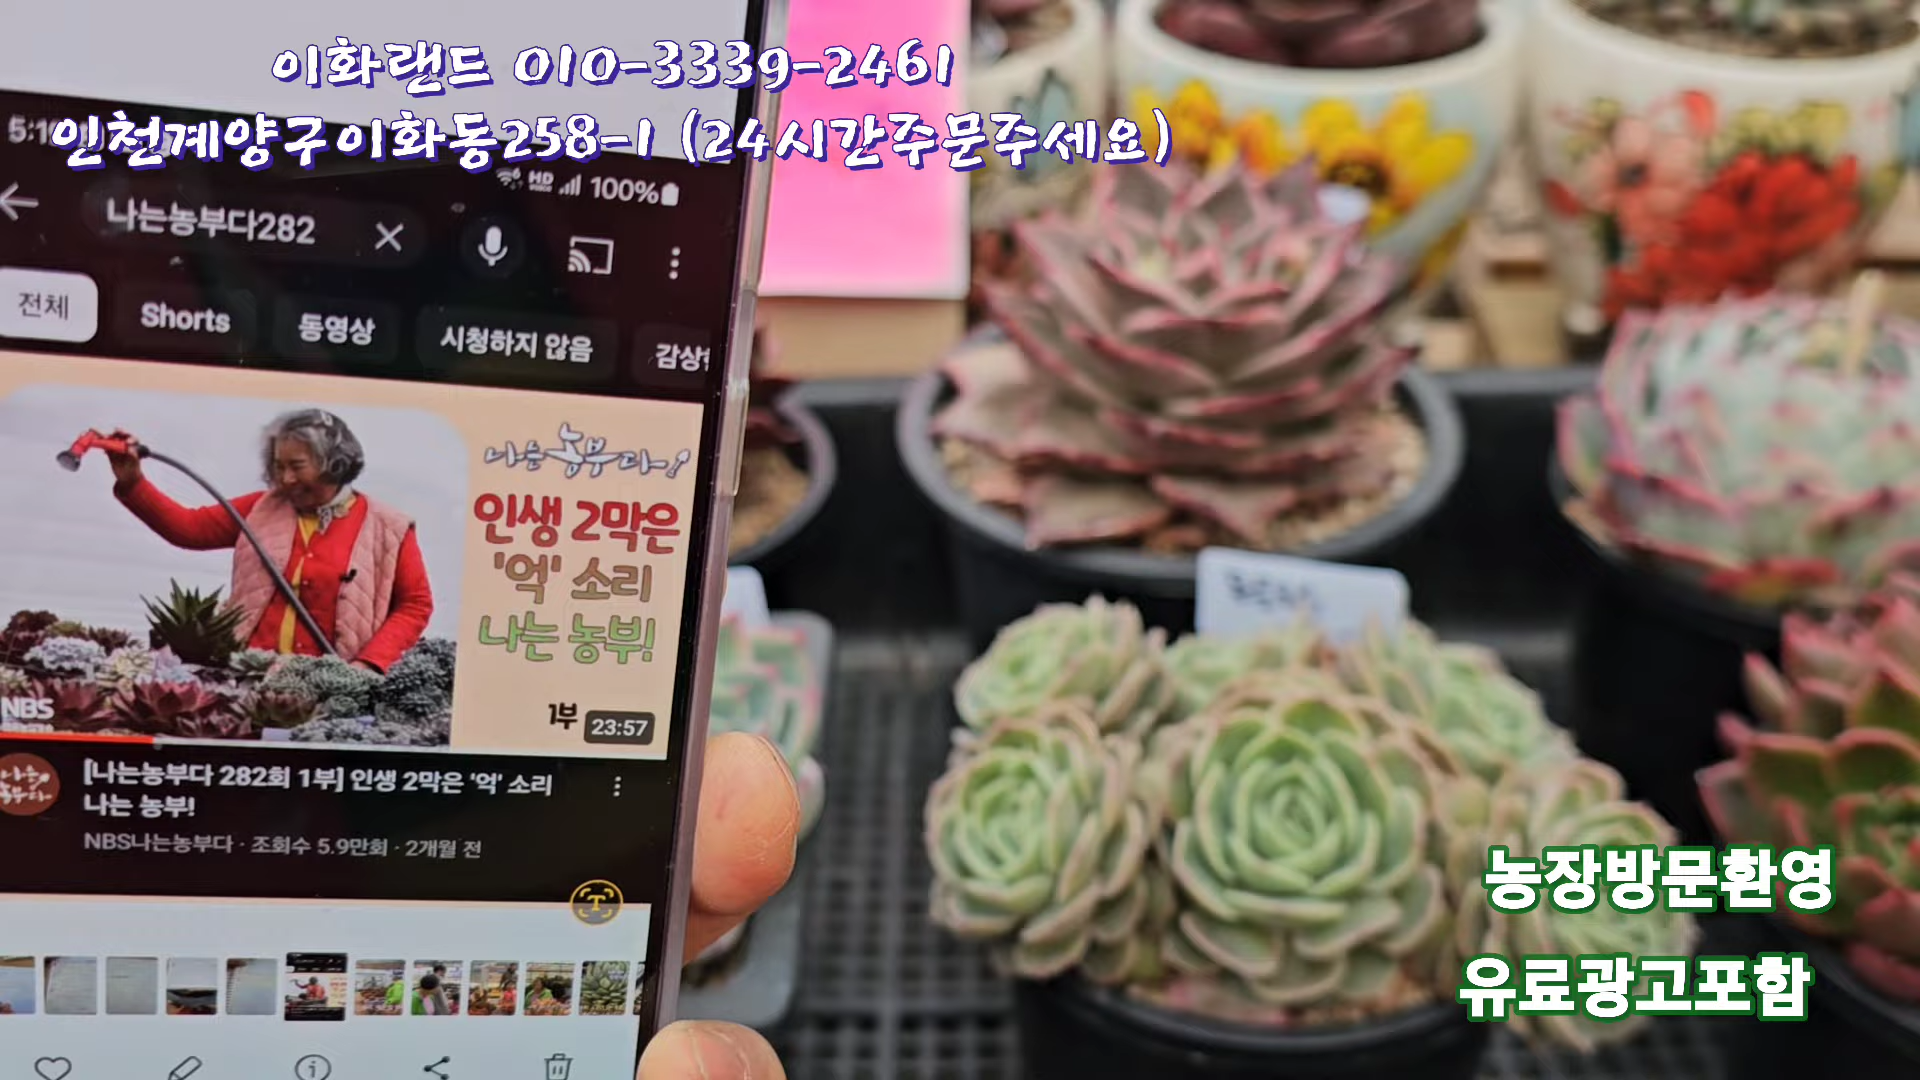 이화랜드 010-3339-2461
인천계양구이화동258-1 (24시간주문주세요)
HD 100%
나는농부다282
전체 Shorts 동영상 시청하지 않음
나는농부다!
인생 2막은
'억' 소리
나는 농부!
1부 23:57
NBS
[나는농부다 282회 1부] 인생 2막은 '억' 소리
나는 농부!
NBS나는농부다 · 조회수 5.9만회 · 2개월 전
T
농장방문환영
유료광고포함